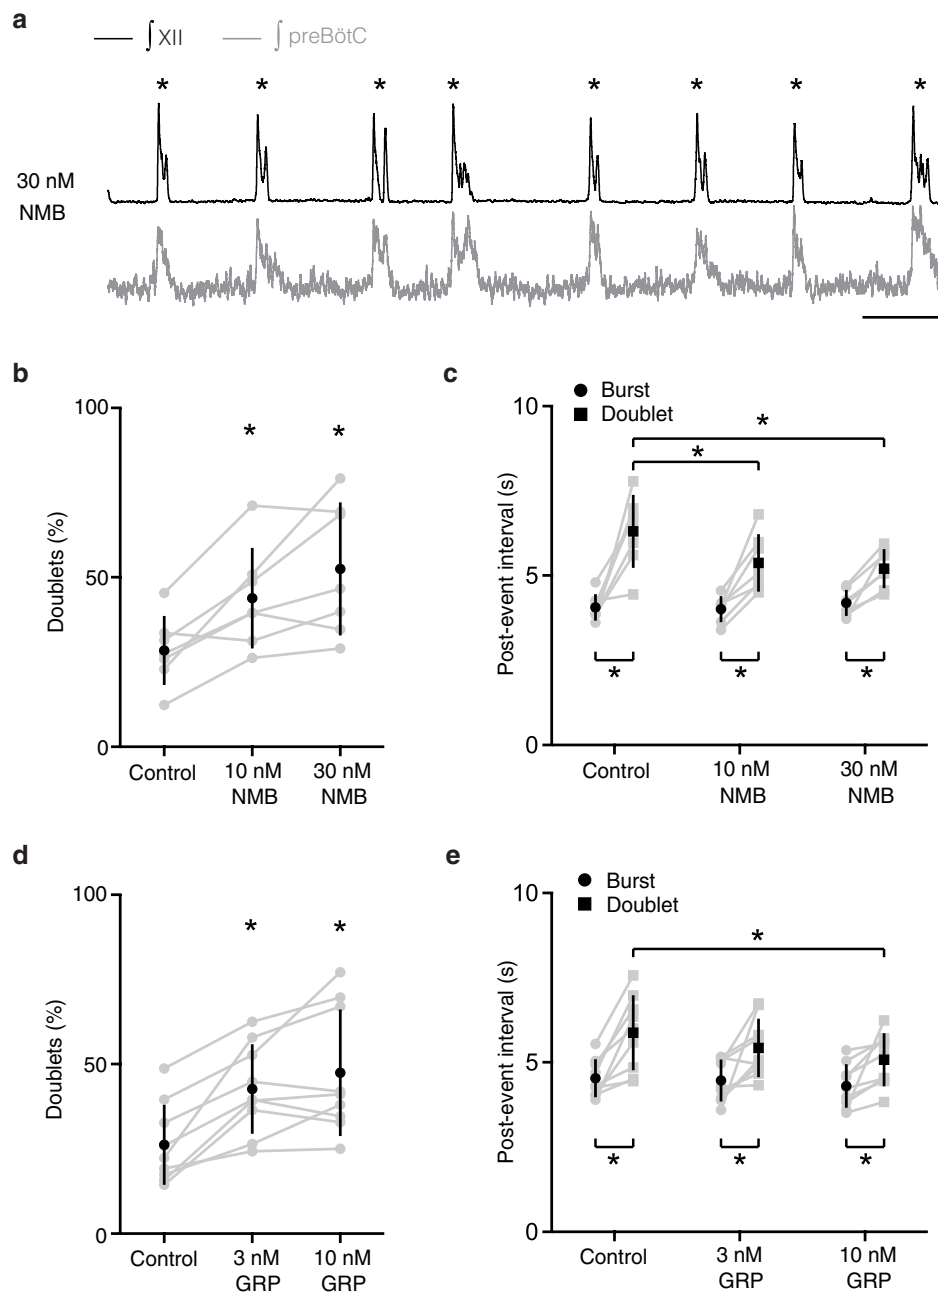 a
∫ XII ∫ preBötC
* * * * * * * *
30 nM
NMB
b
100
50
0
Doublets (%)
* *
Control
10 nM
NMB
30 nM
NMB
c
Burst
Doublet
10
5
0
Post-event interval (s)
*
*
* * *
Control
10 nM
NMB
30 nM
NMB
d
100
50
0
Doublets (%)
* *
Control
3 nM
GRP
10 nM
GRP
e
Burst
Doublet
10
5
0
Post-event interval (s)
*
* * *
Control
3 nM
GRP
10 nM
GRP